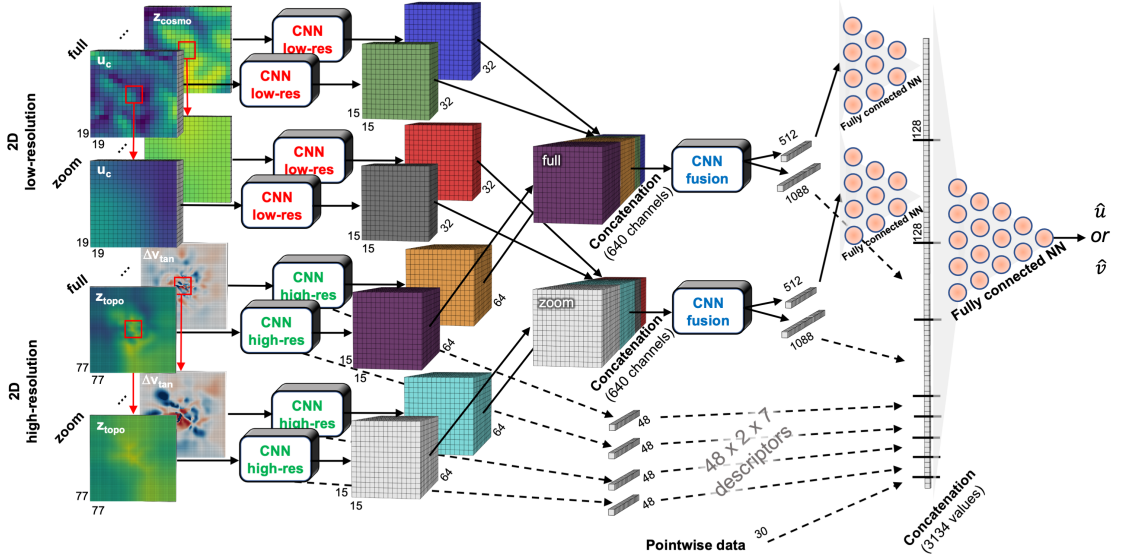 2D
low-resolution
full
...
z_cosmo
u_c
19
19
CNN
low-res
CNN
low-res
15
15
32
32
zoom
...
u_c
19
19
CNN
low-res
CNN
low-res
15
15
32
32
2D
high-resolution
full
...
Δv_tan
z_topo
77
77
CNN
high-res
CNN
high-res
15
15
64
64
zoom
...
Δv_tan
z_topo
77
77
CNN
high-res
CNN
high-res
15
15
64
64
full
Concatenation
(640 channels)
CNN
fusion
512
1088
zoom
Concatenation
(640 channels)
CNN
fusion
512
1088
48
48
48
48
48 x 2 x 7
descriptors
Pointwise data
30
Fully connected NN
128
Fully connected NN
128
Concatenation
(3134 values)
Fully connected NN
û
or
v̂